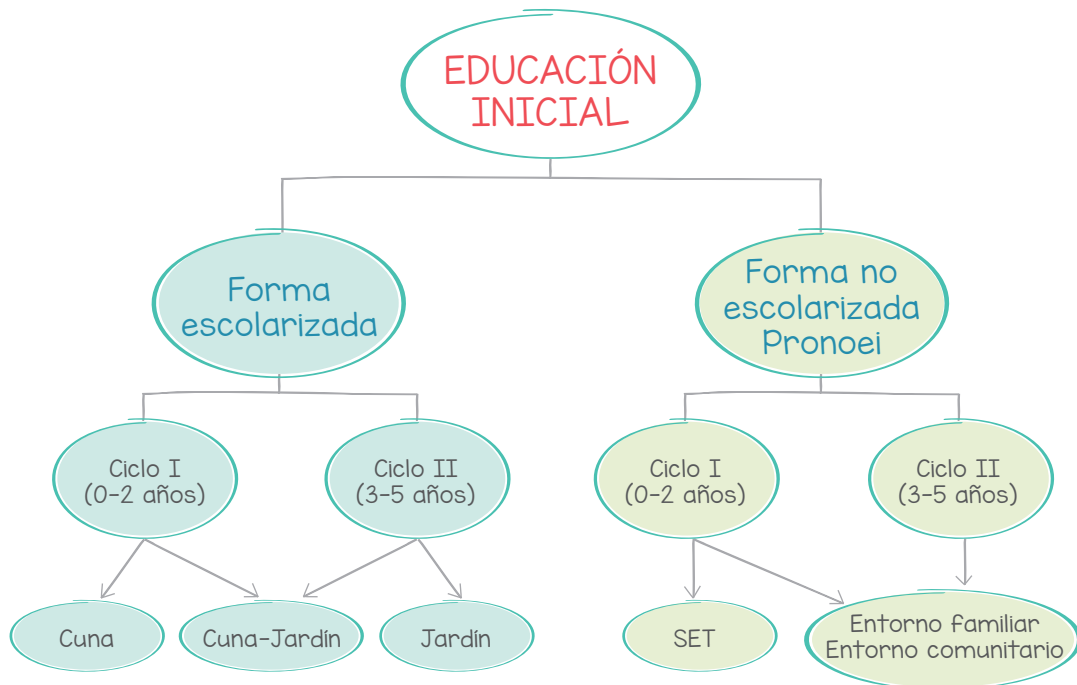 EDUCACIÓN
INICIAL
Forma
escolarizada
Forma no
escolarizada
Pronoei
Ciclo I
(0-2 años)
Ciclo II
(3-5 años)
Ciclo I
(0-2 años)
Ciclo II
(3-5 años)
Cuna
Cuna-Jardín
Jardín
SET
Entorno familiar
Entorno comunitario